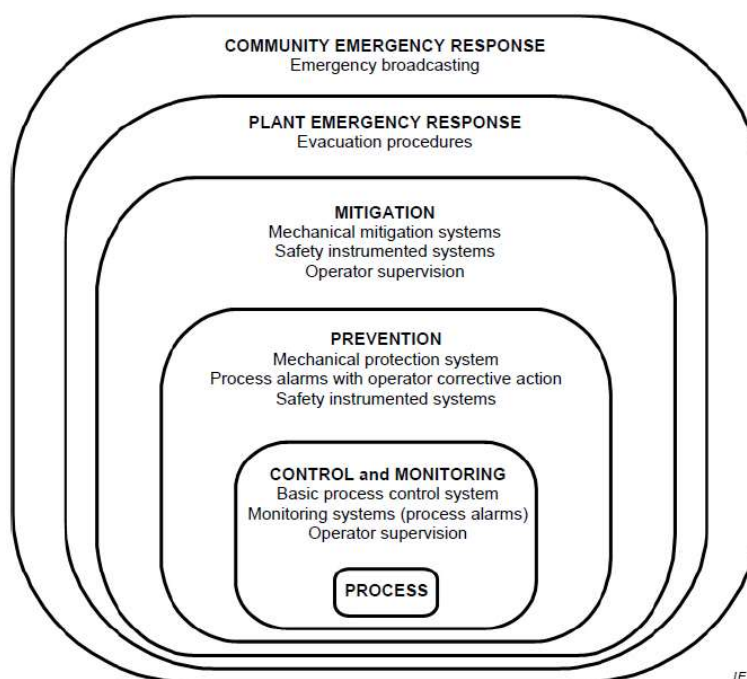 COMMUNITY EMERGENCY RESPONSE
Emergency broadcasting
PLANT EMERGENCY RESPONSE
Evacuation procedures
MITIGATION
Mechanical mitigation systems
Safety instrumented systems
Operator supervision
PREVENTION
Mechanical protection system
Process alarms with operator corrective action
Safety instrumented systems
CONTROL and MONITORING
Basic process control system
Monitoring systems (process alarms)
Operator supervision
PROCESS